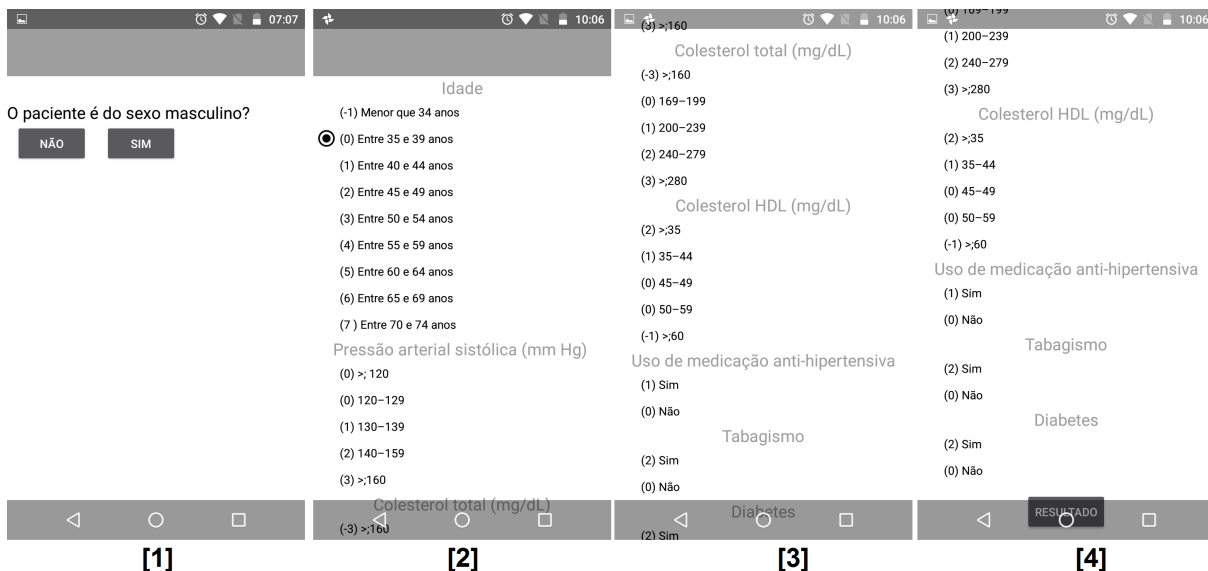 07:07
O paciente é do sexo masculino?
NÃO
SIM
[1]
10:06
Idade
(-1) Menor que 34 anos
(0) Entre 35 e 39 anos
(1) Entre 40 e 44 anos
(2) Entre 45 e 49 anos
(3) Entre 50 e 54 anos
(4) Entre 55 e 59 anos
(5) Entre 60 e 64 anos
(6) Entre 65 e 69 anos
(7 ) Entre 70 e 74 anos
Pressão arterial sistólica (mm Hg)
(0) >; 120
(0) 120–129
(1) 130–139
(2) 140–159
(3) >;160
Colesterol total (mg/dL)
(-3) >;160
[2]
10:06
(3) >;160
Colesterol total (mg/dL)
(-3) >;160
(0) 169–199
(1) 200–239
(2) 240–279
(3) >;280
Colesterol HDL (mg/dL)
(2) >;35
(1) 35–44
(0) 45–49
(0) 50–59
(-1) >;60
Uso de medicação anti-hipertensiva
(1) Sim
(0) Não
Tabagismo
(2) Sim
(0) Não
Diabetes
(2) Sim
[3]
10:06
(0) 169–199
(1) 200–239
(2) 240–279
(3) >;280
Colesterol HDL (mg/dL)
(2) >;35
(1) 35–44
(0) 45–49
(0) 50–59
(-1) >;60
Uso de medicação anti-hipertensiva
(1) Sim
(0) Não
Tabagismo
(2) Sim
(0) Não
Diabetes
(2) Sim
(0) Não
RESULTADO
[4]